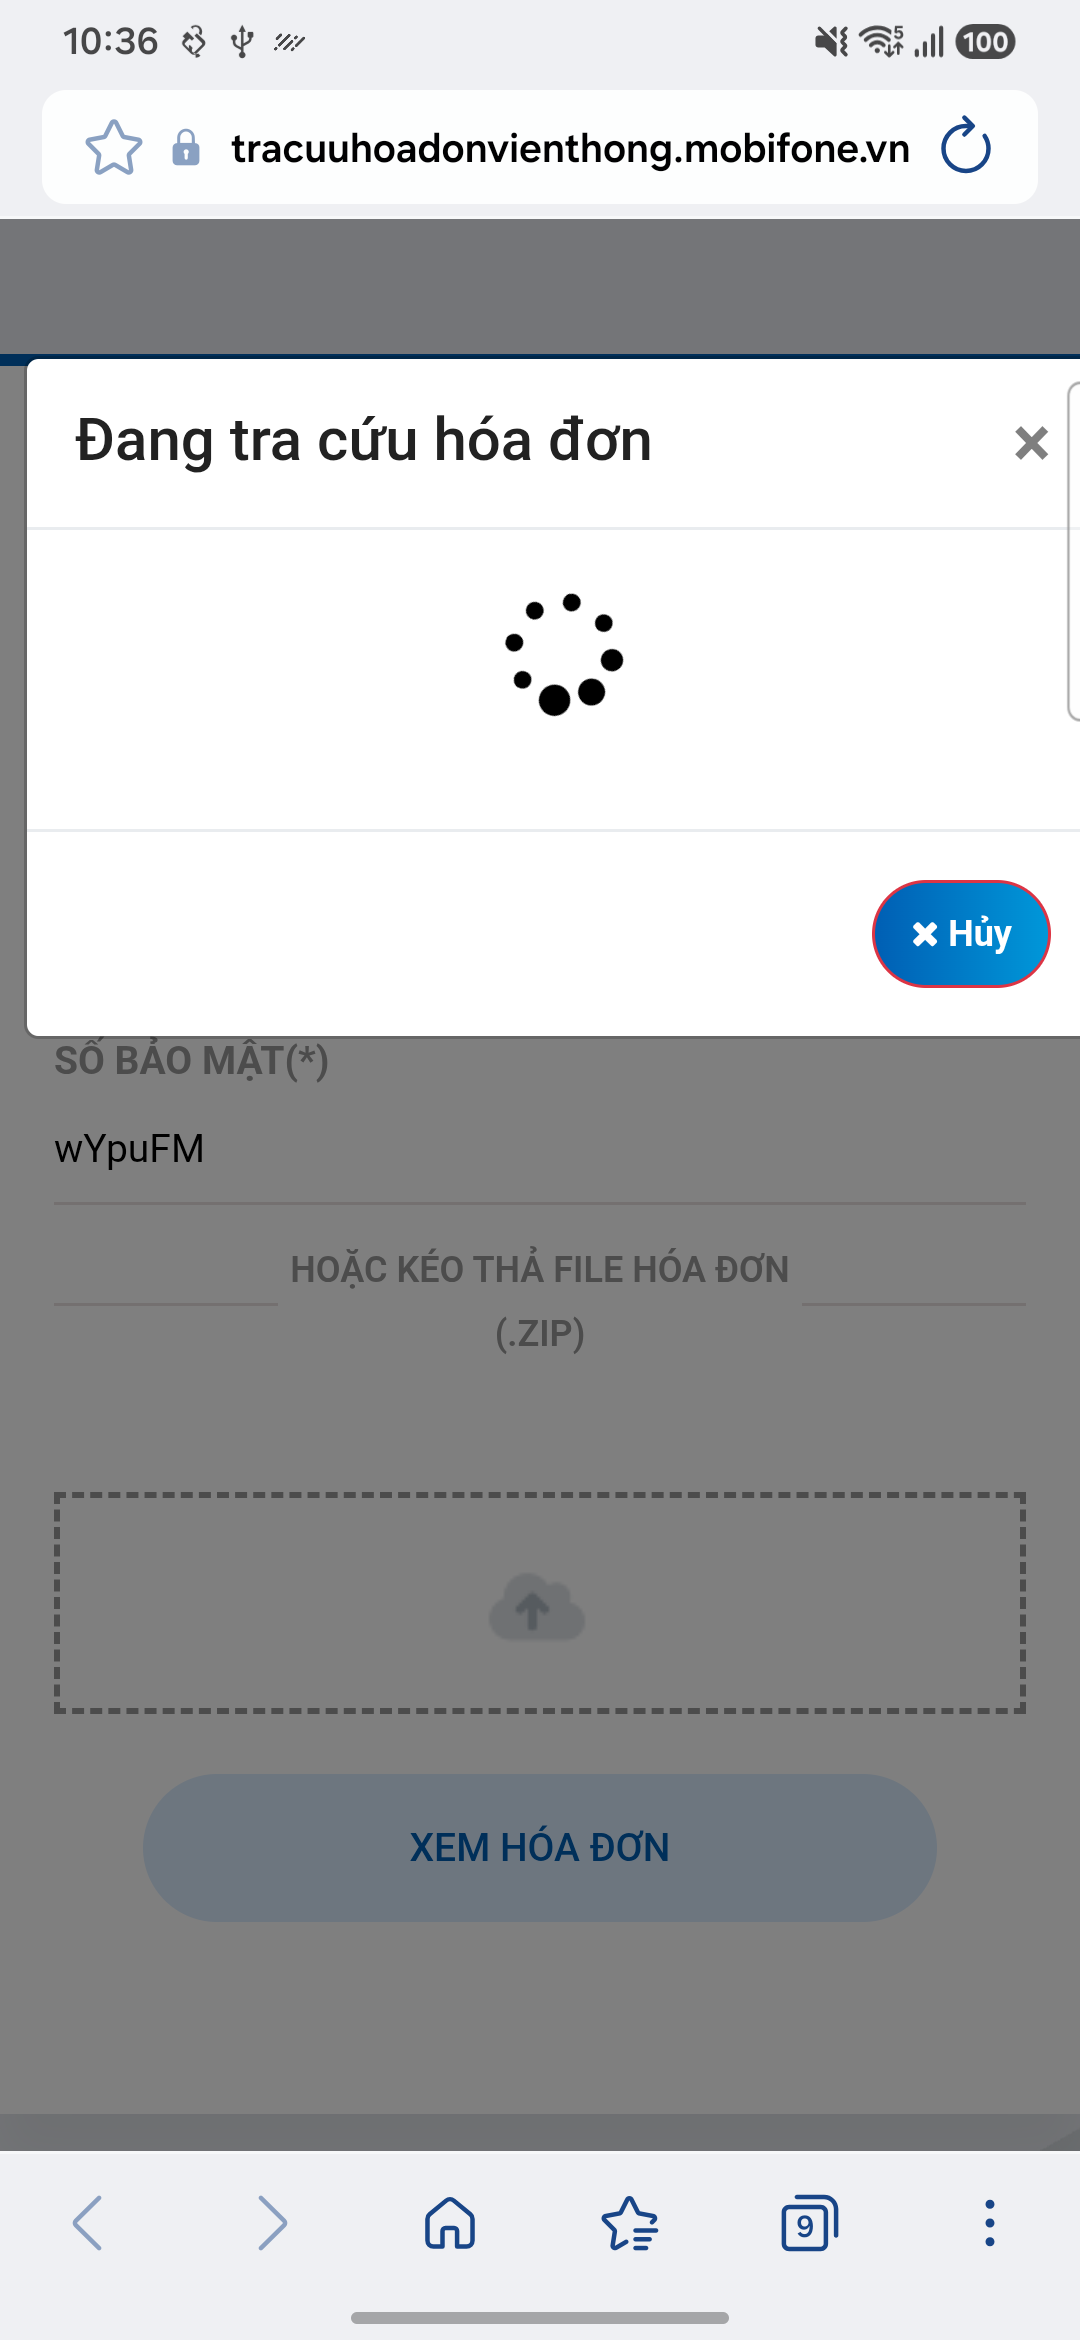 10:36
5
100
tracuuhoadonvienthong.mobifone.vn
Đang tra cứu hóa đơn
Hủy
SỐ BẢO MẬT(*)
wYpuFM
HOẶC KÉO THẢ FILE HÓA ĐƠN
(.ZIP)
XEM HÓA ĐƠN
9